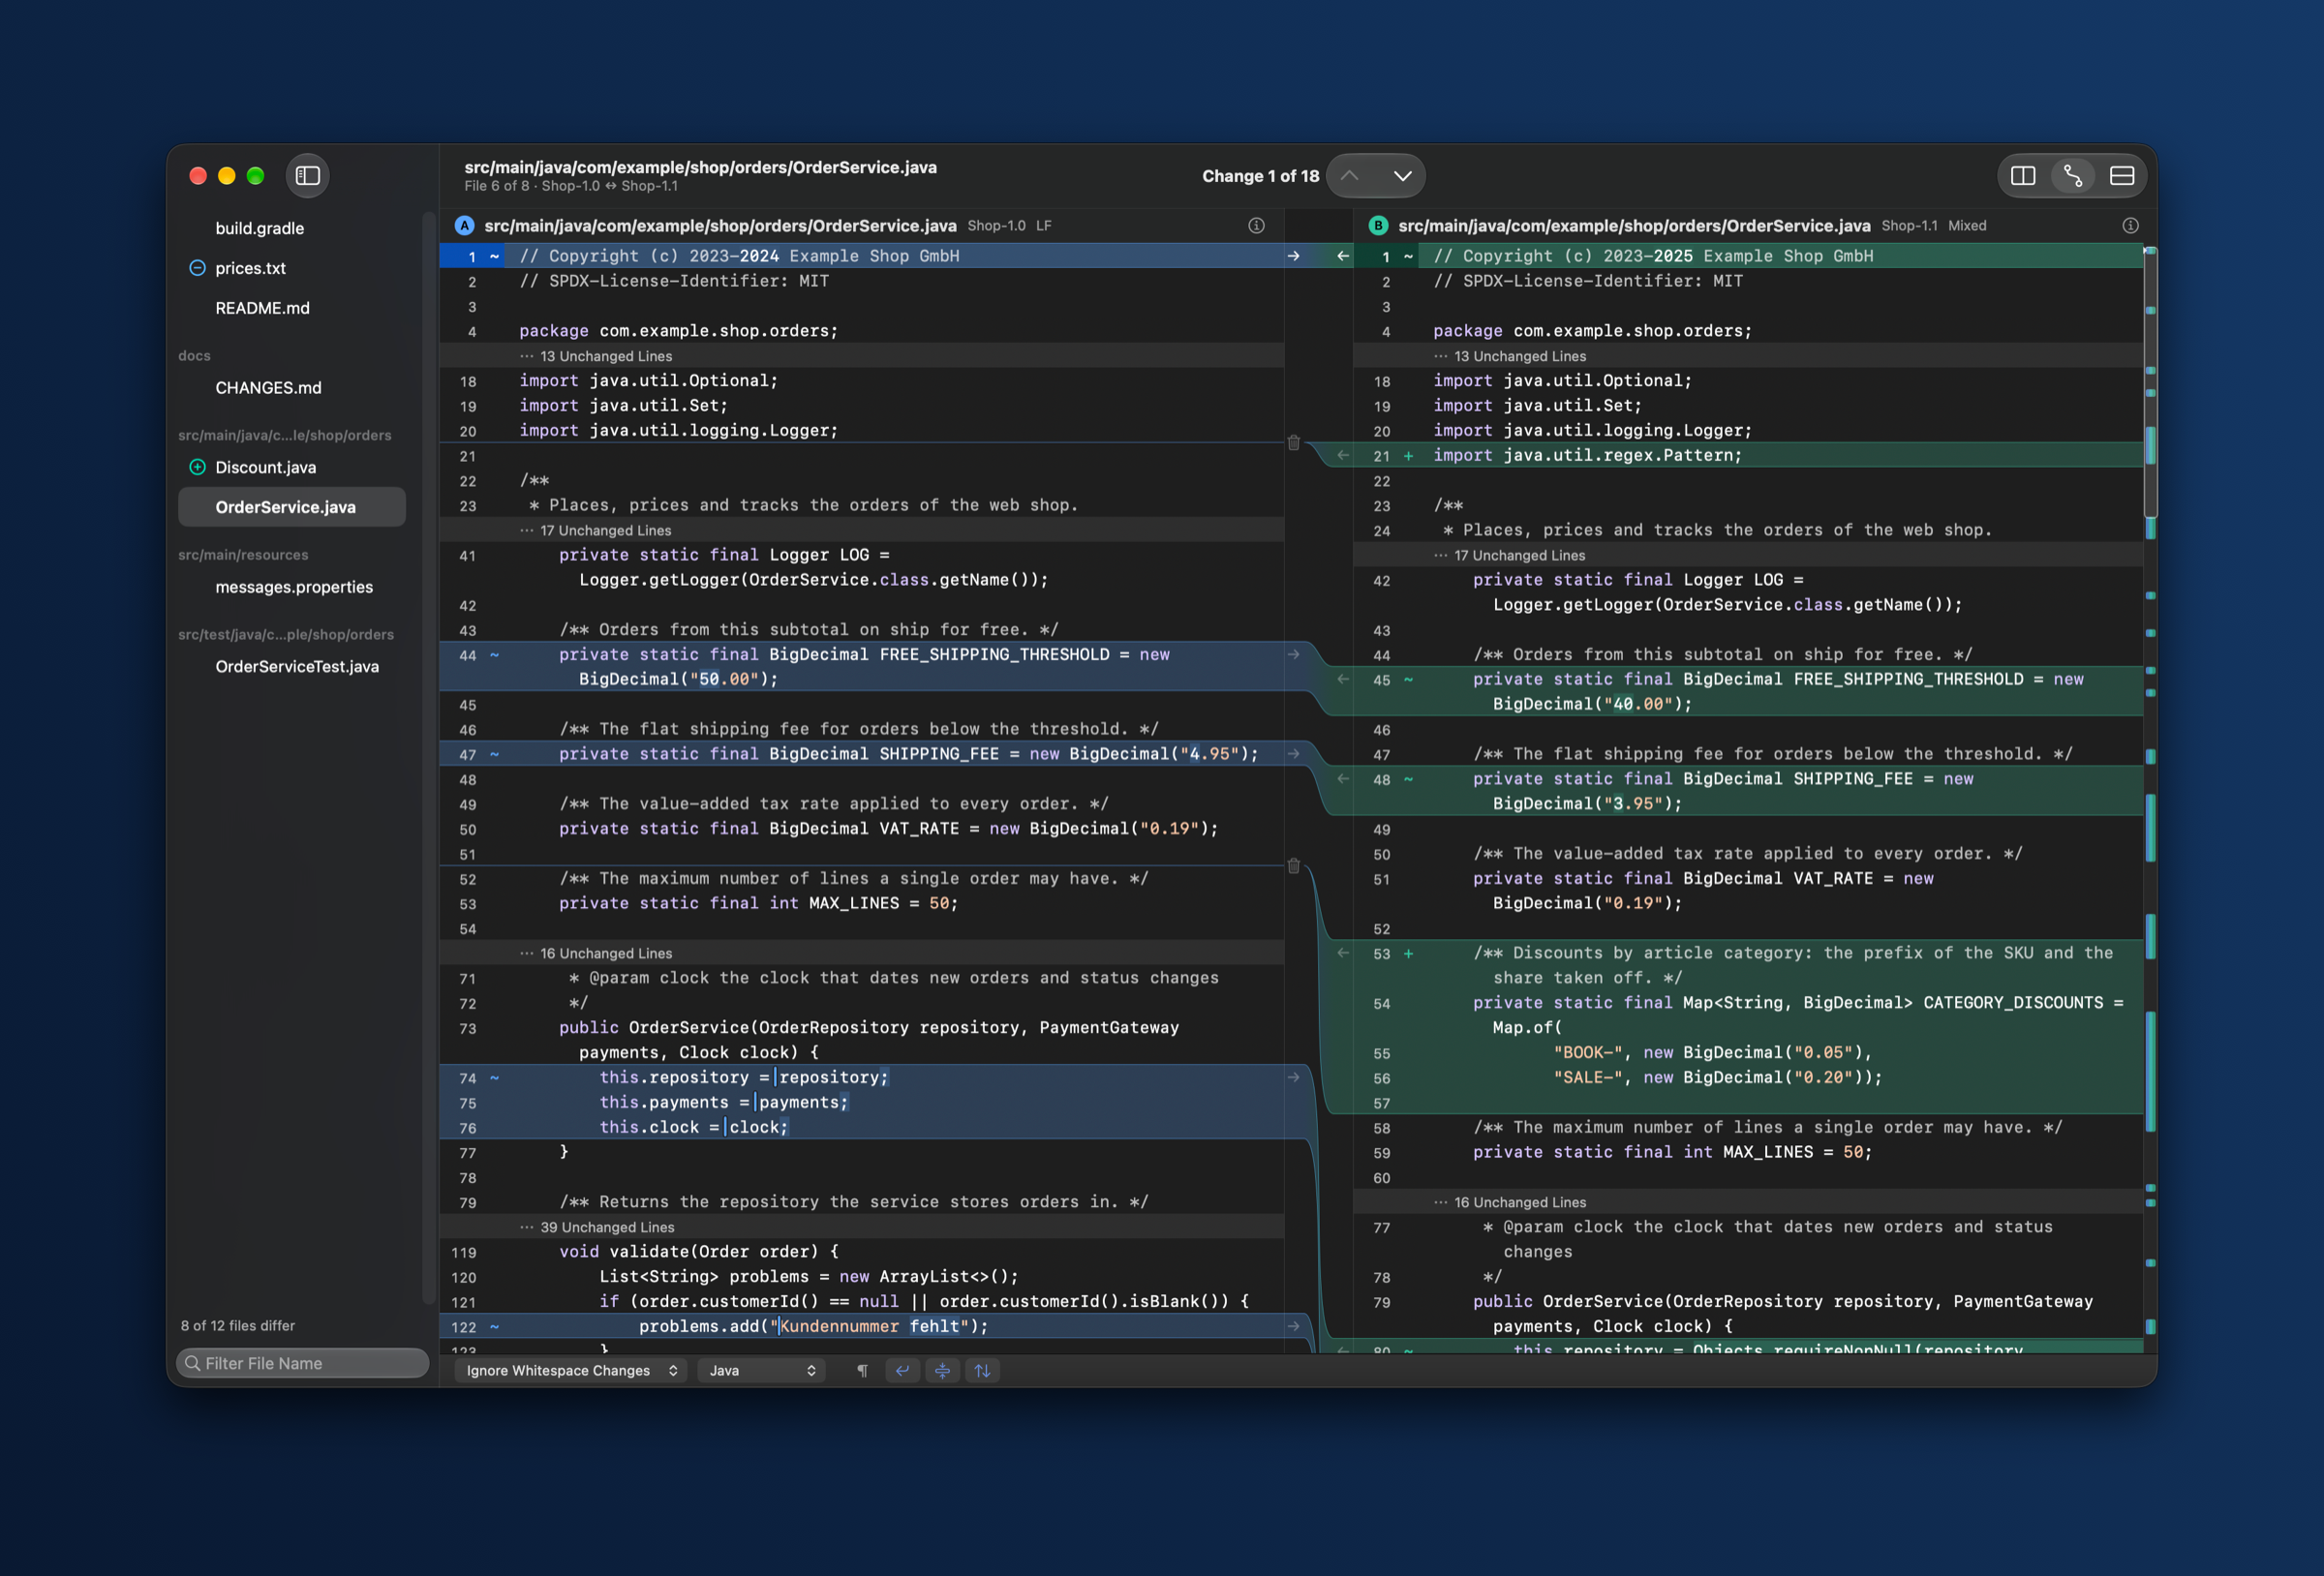 src/main/java/com/example/shop/orders/OrderService.java
File 6 of 8 · Shop-1.0 ⇔ Shop-1.1
Change 1 of 18
build.gradle
prices.txt
README.md
docs
CHANGES.md
src/main/java/c...le/shop/orders
Discount.java
OrderService.java
src/main/resources
messages.properties
src/test/java/c...ple/shop/orders
OrderServiceTest.java
8 of 12 files differ
Filter File Name
A src/main/java/com/example/shop/orders/OrderService.java Shop-1.0 LF
1 ~ // Copyright (c) 2023-2024 Example Shop GmbH
2 // SPDX-License-Identifier: MIT
3
4 package com.example.shop.orders;
··· 13 Unchanged Lines
18 import java.util.Optional;
19 import java.util.Set;
20 import java.util.logging.Logger;
21
22 /**
23 * Places, prices and tracks the orders of the web shop.
··· 17 Unchanged Lines
41 private static final Logger LOG =
Logger.getLogger(OrderService.class.getName());
42
43 /** Orders from this subtotal on ship for free. */
44 ~ private static final BigDecimal FREE_SHIPPING_THRESHOLD = new
BigDecimal("50.00");
45
46 /** The flat shipping fee for orders below the threshold. */
47 ~ private static final BigDecimal SHIPPING_FEE = new BigDecimal("4.95");
48
49 /** The value-added tax rate applied to every order. */
50 private static final BigDecimal VAT_RATE = new BigDecimal("0.19");
51
52 /** The maximum number of lines a single order may have. */
53 private static final int MAX_LINES = 50;
54
··· 16 Unchanged Lines
71 * @param clock the clock that dates new orders and status changes
72 */
73 public OrderService(OrderRepository repository, PaymentGateway
payments, Clock clock) {
74 ~ this.repository = repository;
75 this.payments = payments;
76 this.clock = clock;
77 }
78
79 /** Returns the repository the service stores orders in. */
··· 39 Unchanged Lines
119 void validate(Order order) {
120 List<String> problems = new ArrayList<>();
121 if (order.customerId() == null || order.customerId().isBlank()) {
122 ~ problems.add("Kundennummer fehlt");
123 }
B src/main/java/com/example/shop/orders/OrderService.java Shop-1.1 Mixed
1 ~ // Copyright (c) 2023-2025 Example Shop GmbH
2 // SPDX-License-Identifier: MIT
3
4 package com.example.shop.orders;
··· 13 Unchanged Lines
18 import java.util.Optional;
19 import java.util.Set;
20 import java.util.logging.Logger;
21 + import java.util.regex.Pattern;
22
23 /**
24 * Places, prices and tracks the orders of the web shop.
··· 17 Unchanged Lines
42 private static final Logger LOG =
Logger.getLogger(OrderService.class.getName());
43
44 /** Orders from this subtotal on ship for free. */
45 ~ private static final BigDecimal FREE_SHIPPING_THRESHOLD = new
BigDecimal("40.00");
46
47 /** The flat shipping fee for orders below the threshold. */
48 ~ private static final BigDecimal SHIPPING_FEE = new
BigDecimal("3.95");
49
50 /** The value-added tax rate applied to every order. */
51 private static final BigDecimal VAT_RATE = new
BigDecimal("0.19");
52
53 + /** Discounts by article category: the prefix of the SKU and the
share taken off. */
54 private static final Map<String, BigDecimal> CATEGORY_DISCOUNTS =
Map.of(
55 "BOOK-", new BigDecimal("0.05"),
56 "SALE-", new BigDecimal("0.20"));
57
58 /** The maximum number of lines a single order may have. */
59 private static final int MAX_LINES = 50;
60
··· 16 Unchanged Lines
77 * @param clock the clock that dates new orders and status
changes
78 */
79 public OrderService(OrderRepository repository, PaymentGateway
payments, Clock clock) {
80 ~ this.repository = Objects.requireNonNull(repository,
Ignore Whitespace Changes
Java
¶